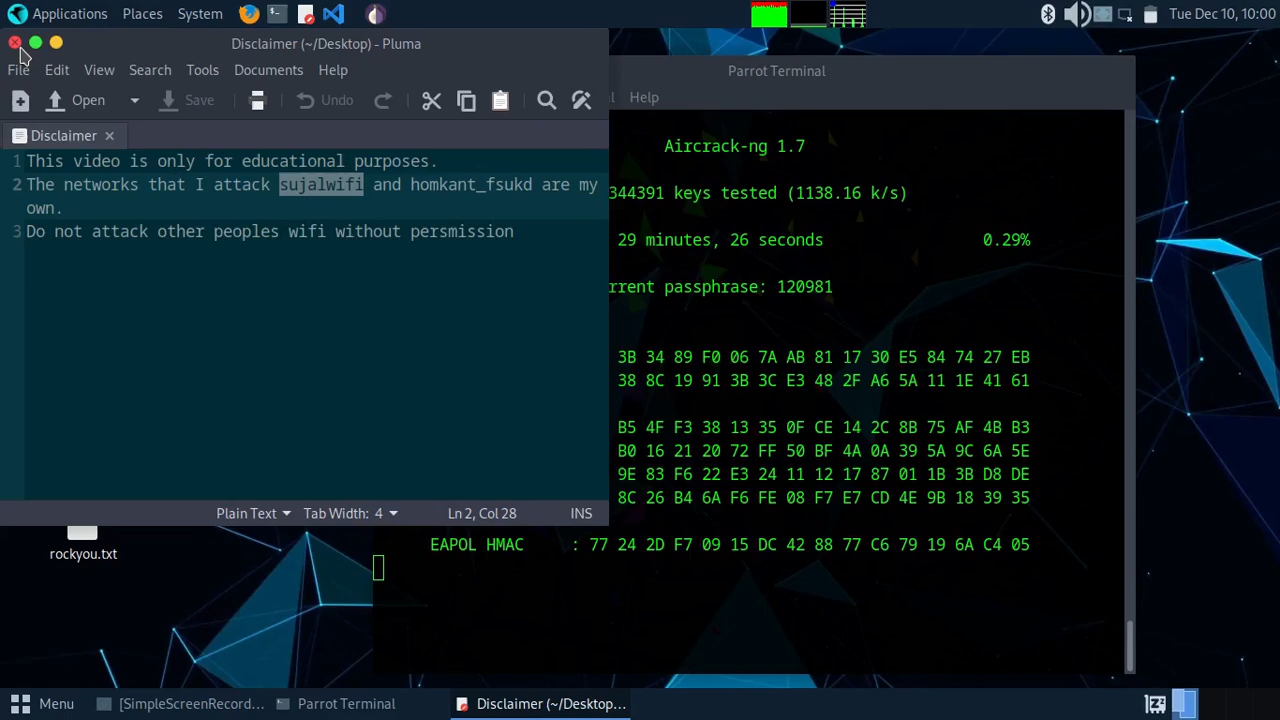 Applications Places System
Tue Dec 10, 10:00
Disclaimer (~/Desktop) - Pluma
File Edit View Search Tools Documents Help
Open Save Undo
Disclaimer
1 This video is only for educational purposes.
2 The networks that I attack sujalwifi and homkant_fsukd are my
own.
3 Do not attack other peoples wifi without persmission
Plain Text Tab Width: 4 Ln 2, Col 28 INS
rockyou.txt
Parrot Terminal
Help
Aircrack-ng 1.7
344391 keys tested (1138.16 k/s)
29 minutes, 26 seconds 0.29%
rrent passphrase: 120981
3B 34 89 F0 06 7A AB 81 17 30 E5 84 74 27 EB
38 8C 19 91 3B 3C E3 48 2F A6 5A 11 1E 41 61
B5 4F F3 38 13 35 0F CE 14 2C 8B 75 AF 4B B3
B0 16 21 20 72 FF 50 BF 4A 0A 39 5A 9C 6A 5E
9E 83 F6 22 E3 24 11 12 17 87 01 1B 3B D8 DE
8C 26 B4 6A F6 FE 08 F7 E7 CD 4E 9B 18 39 35
EAPOL HMAC : 77 24 2D F7 09 15 DC 42 88 77 C6 79 19 6A C4 05
Menu [SimpleScreenRecord... Parrot Terminal Disclaimer (~/Desktop...